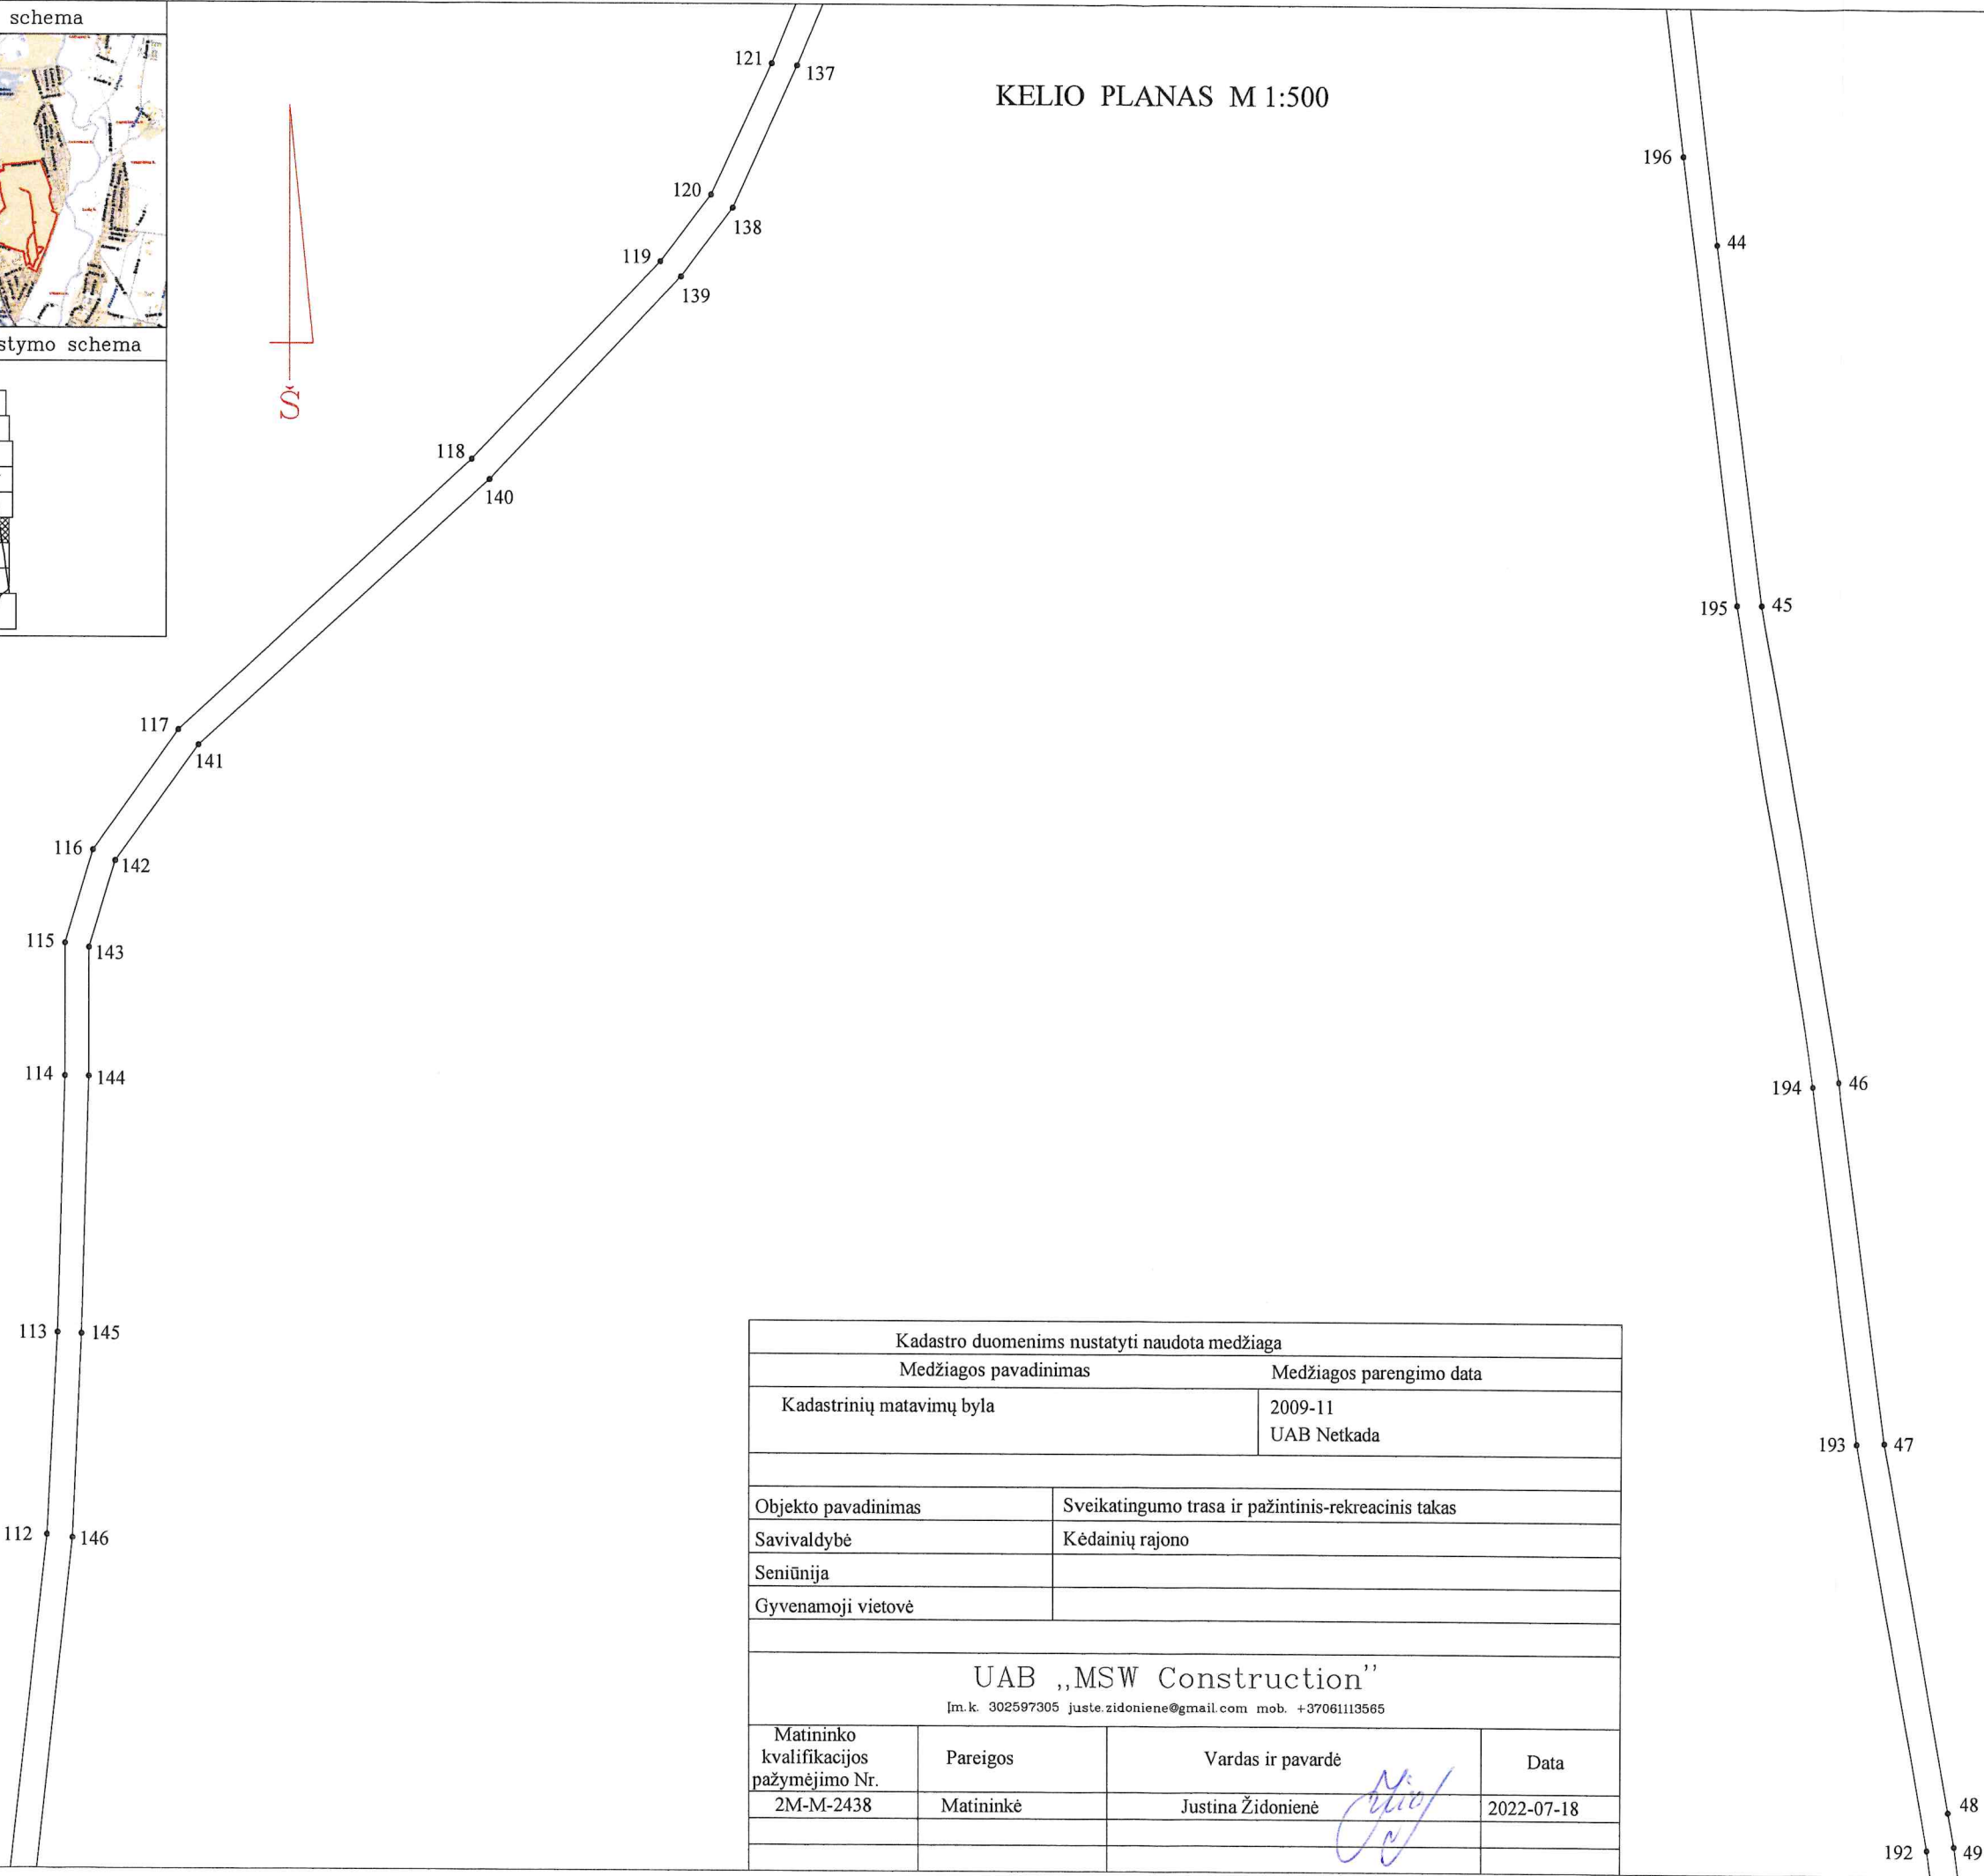 schema
stymo schema
Š
KELIO PLANAS M 1:500
121
137
120
138
119
139
118
140
117
141
116
142
115
143
114
144
113
145
112
146
196
44
195
45
194
46
193
47
48
192
49
Kadastro duomenims nustatyti naudota medžiaga
Medžiagos pavadinimas Medžiagos parengimo data
Kadastrinių matavimų byla 2009-11
UAB Netkada
Objekto pavadinimas Sveikatingumo trasa ir pažintinis-rekreacinis takas
Savivaldybė Kėdainių rajono
Seniūnija
Gyvenamoji vietovė
UAB ,,MSW Construction''
Įm.k. 302597305 juste.zidoniene@gmail.com mob. +37061113565
Matininko
kvalifikacijos
pažymėjimo Nr.
Pareigos
Vardas ir pavardė
Data
2M-M-2438 Matininkė Justina Židonienė 2022-07-18